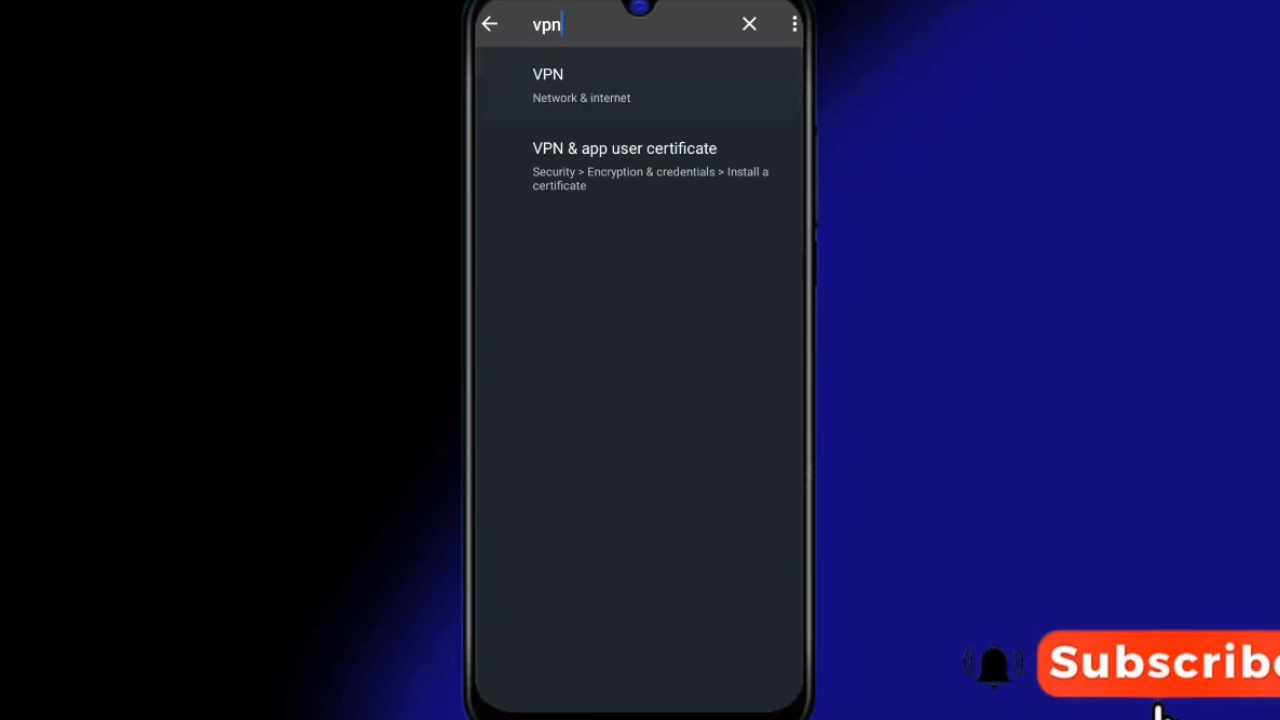 vpn
VPN
Network & internet
VPN & app user certificate
Security > Encryption & credentials > Install a
certificate
Subscribe